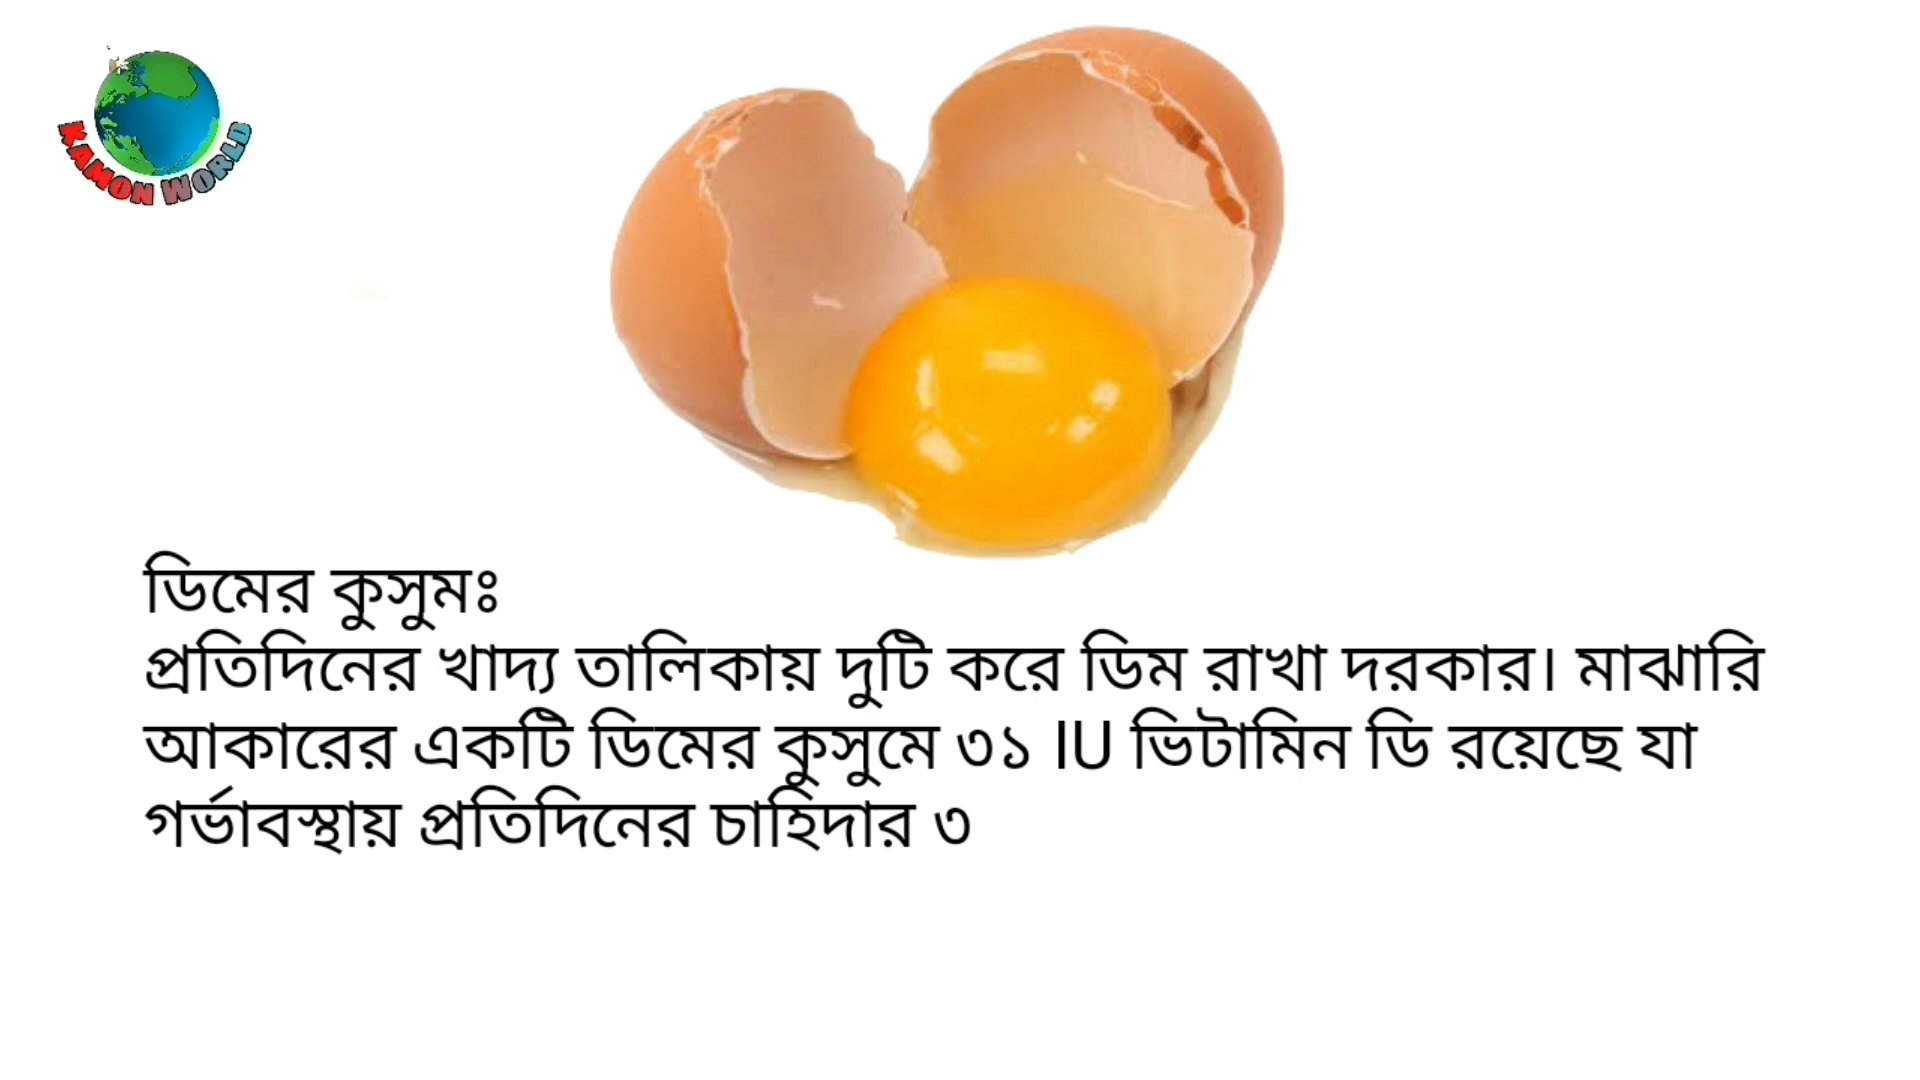 KAMON WORLD
ডিমের কুসুমঃ
প্রতিদিনের খাদ্য তালিকায় দুটি করে ডিম রাখা দরকার। মাঝারি
আকারের একটি ডিমের কুসুমে ৩১ IU ভিটামিন ডি রয়েছে যা
গর্ভাবস্থায় প্রতিদিনের চাহিদার ৩